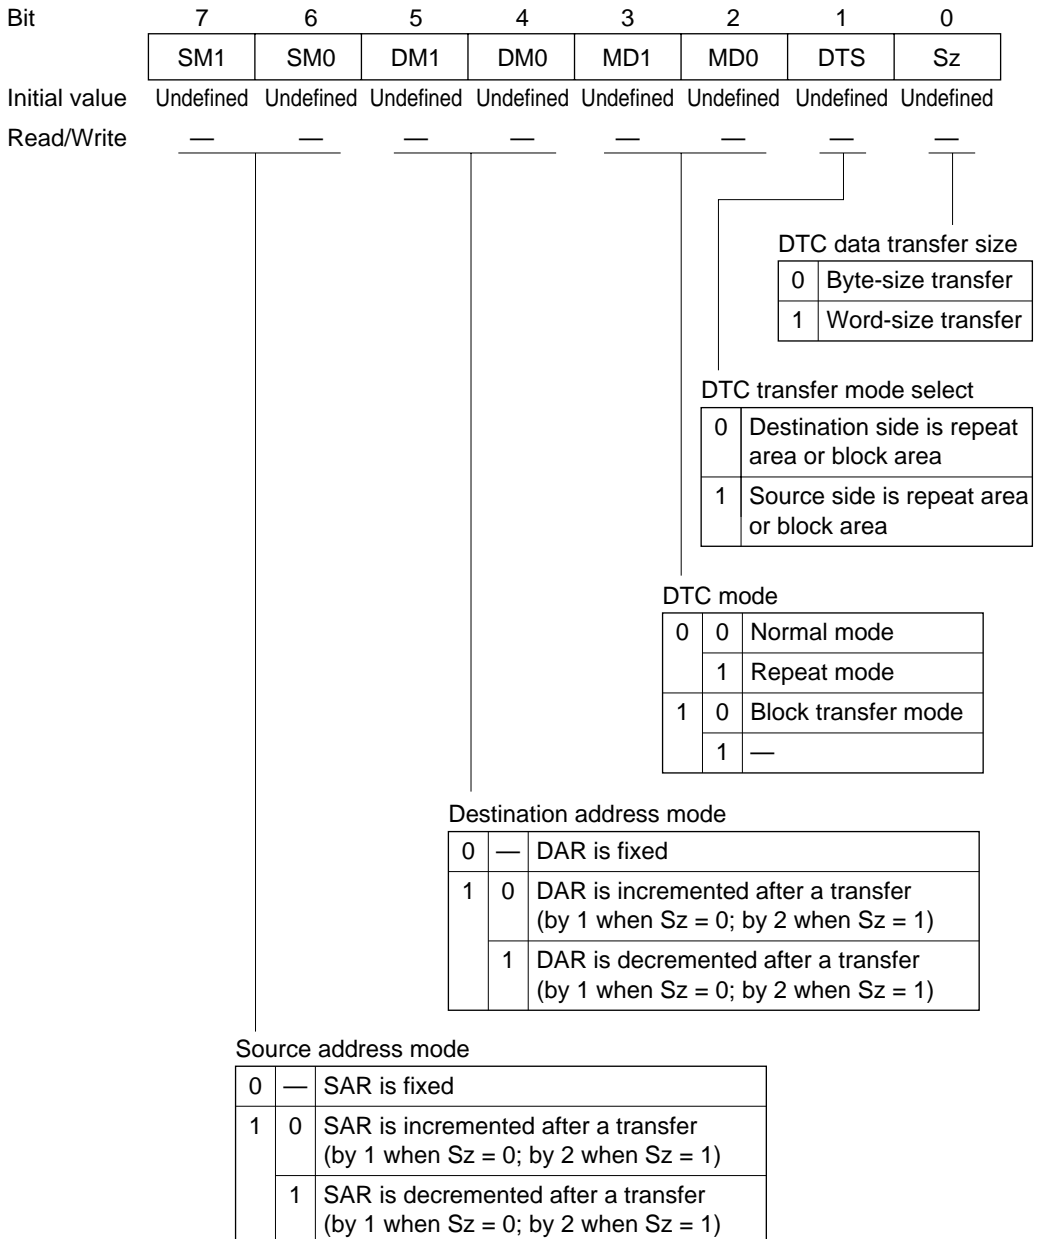 Bit 7 6 5 4 3 2 1 0
SM1 SM0 DM1 DM0 MD1 MD0 DTS Sz
Initial value Undefined Undefined Undefined Undefined Undefined Undefined Undefined Undefined
Read/Write — — — — — — — —
DTC data transfer size
0 Byte-size transfer
1 Word-size transfer
DTC transfer mode select
0 Destination side is repeat
area or block area
1 Source side is repeat area
or block area
DTC mode
0 0 Normal mode
1 Repeat mode
1 0 Block transfer mode
1 —
Destination address mode
0 — DAR is fixed
1 0 DAR is incremented after a transfer
(by 1 when Sz = 0; by 2 when Sz = 1)
1 DAR is decremented after a transfer
(by 1 when Sz = 0; by 2 when Sz = 1)
Source address mode
0 — SAR is fixed
1 0 SAR is incremented after a transfer
(by 1 when Sz = 0; by 2 when Sz = 1)
1 SAR is decremented after a transfer
(by 1 when Sz = 0; by 2 when Sz = 1)